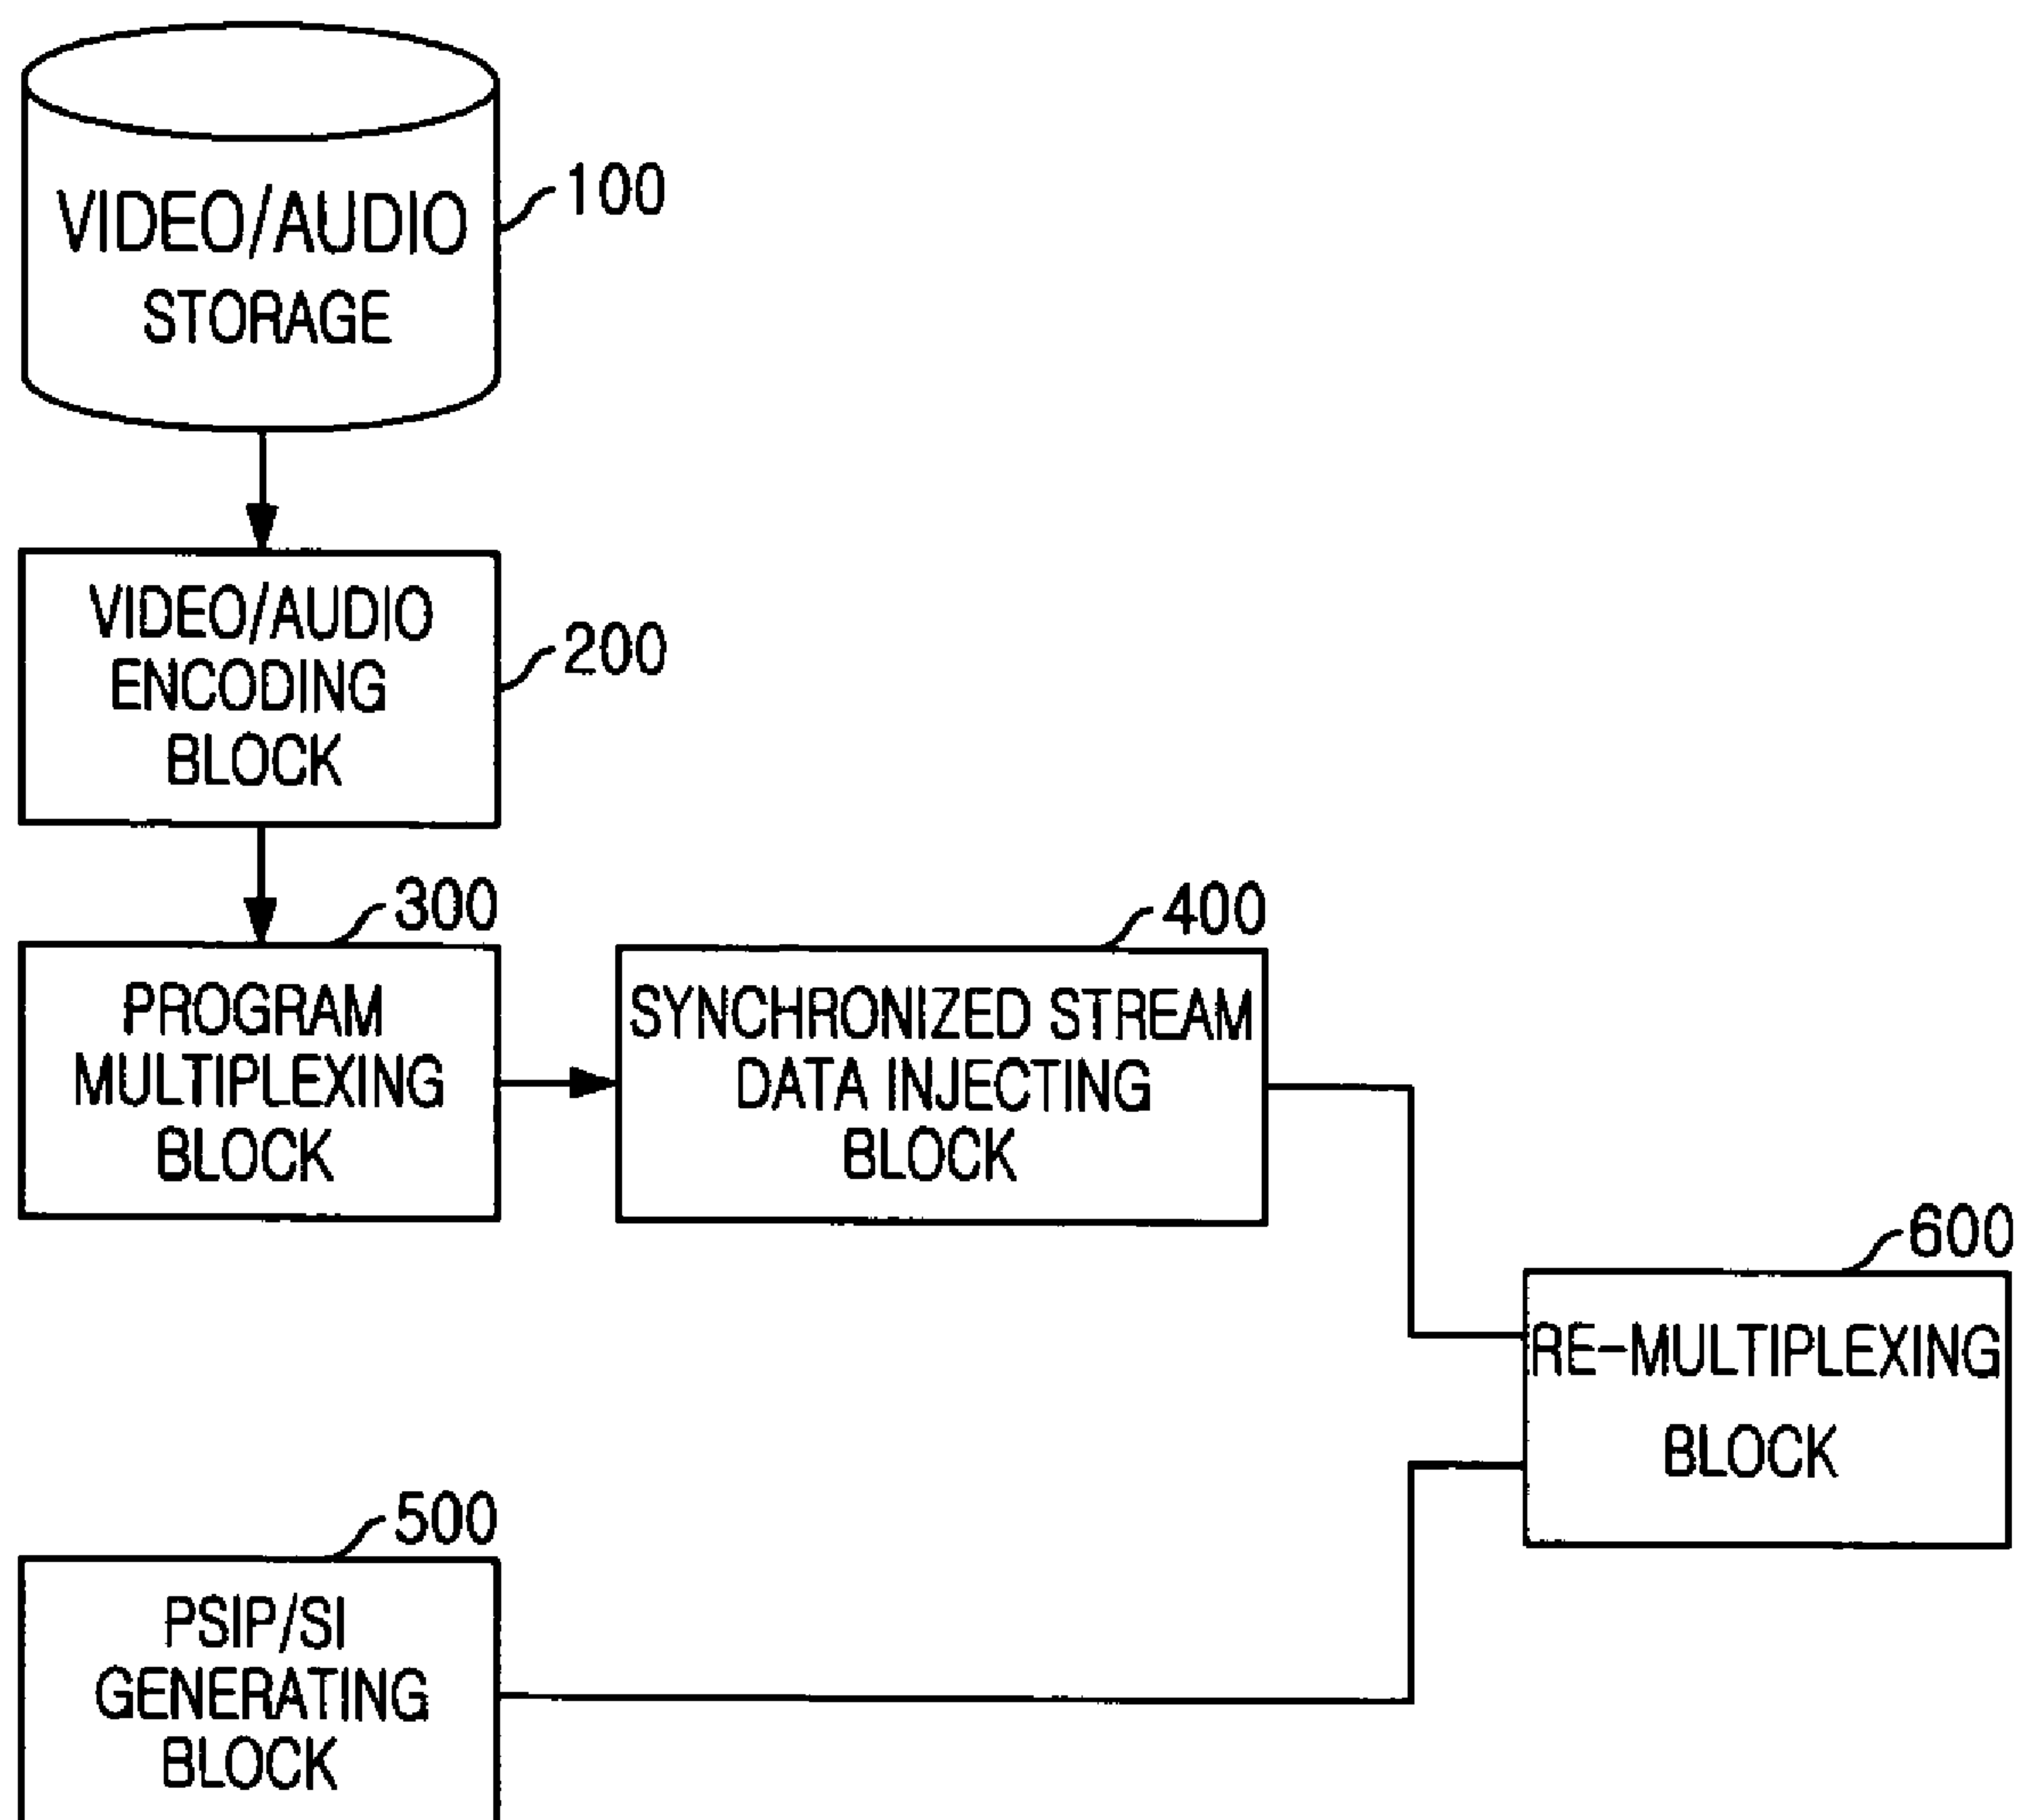 VIDEO/AUDIO
STORAGE
100
VIDEO/AUDIO
ENCODING
BLOCK
200
300
PROGRAM
MULTIPLEXING
BLOCK
400
SYNCHRONIZED STREAM
DATA INJECTING
BLOCK
600
RE-MULTIPLEXING
BLOCK
500
PSIP/SI
GENERATING
BLOCK